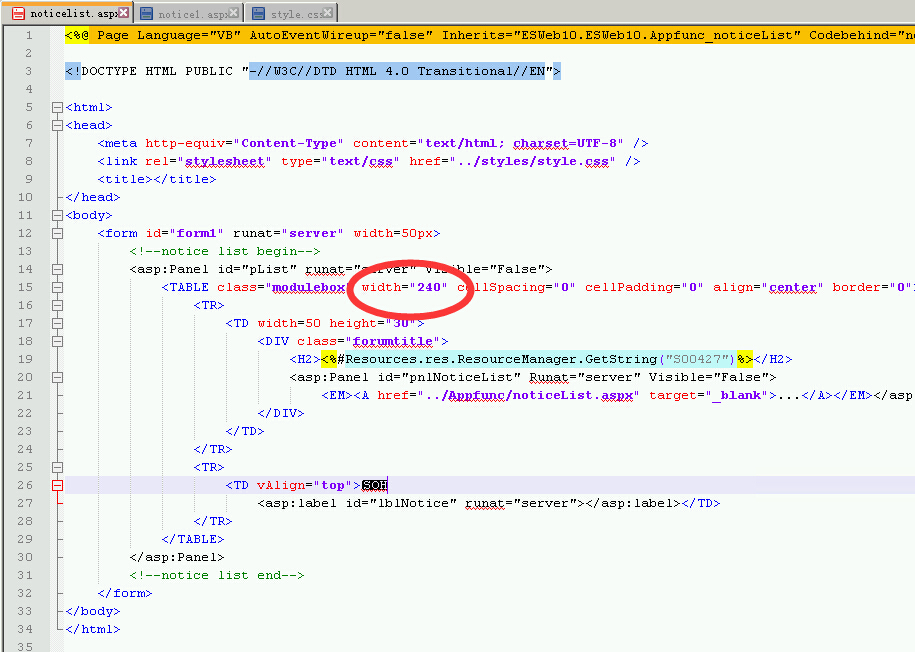 noticelist.aspx noticel.aspx style.css
1 <%@ Page Language="VB" AutoEventWireup="false" Inherits="ESWeb10.ESWeb10.Appfunc_noticeList" Codebehind="no
2
3 <!DOCTYPE HTML PUBLIC "-//W3C//DTD HTML 4.0 Transitional//EN">
4
5 <html>
6 <head>
7 <meta http-equiv="Content-Type" content="text/html; charset=UTF-8" />
8 <link rel="stylesheet" type="text/css" href="../styles/style.css" />
9 <title></title>
10 </head>
11 <body>
12 <form id="form1" runat="server" width=50px>
13 <!--notice list begin-->
14 <asp:Panel id="pList" runat="server" Visible="False">
15 <TABLE class="modulebox" width="240" cellSpacing="0" cellPadding="0" align="center" border="0"
16 <TR>
17 <TD width=50 height="30">
18 <DIV class="forumtitle">
19 <H2><%#Resources.res.ResourceManager.GetString("S00427")%></H2>
20 <asp:Panel id="pnlNoticeList" Runat="server" Visible="False">
21 <EM><A href="../Appfunc/noticeList.aspx" target="_blank">...</A></EM></asp
22 </DIV>
23 </TD>
24 </TR>
25 <TR>
26 <TD vAlign="top">SOH
27 <asp:label id="lblNotice" runat="server"></asp:label></TD>
28 </TR>
29 </TABLE>
30 </asp:Panel>
31 <!--notice list end-->
32 </form>
33 </body>
34 </html>
35